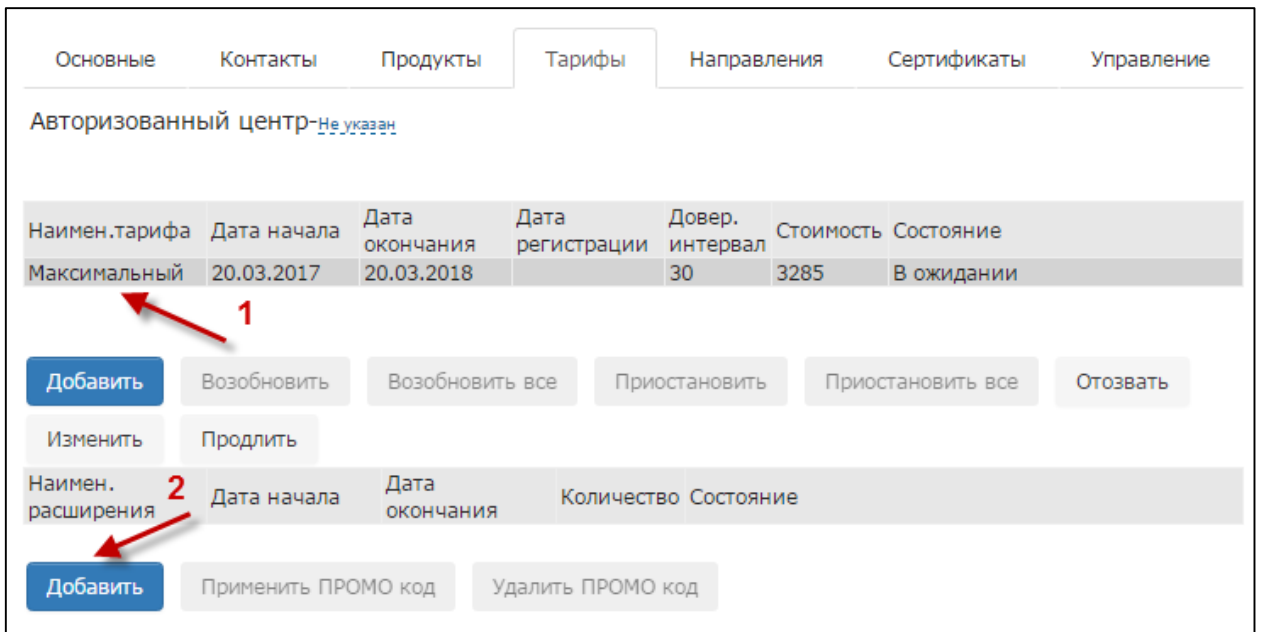 Основные Контакты Продукты Тарифы Направления Сертификаты Управление
Авторизованный центр-Не указан
Наимен.тарифа Дата начала Дата окончания Дата регистрации Довер. интервал Стоимость Состояние
Максимальный 20.03.2017 20.03.2018 30 3285 В ожидании
1
Добавить Возобновить Возобновить все Приостановить Приостановить все Отозвать
Изменить Продлить
Наимен. расширения Дата начала Дата окончания Количество Состояние
2
Добавить Применить ПРОМО код Удалить ПРОМО код